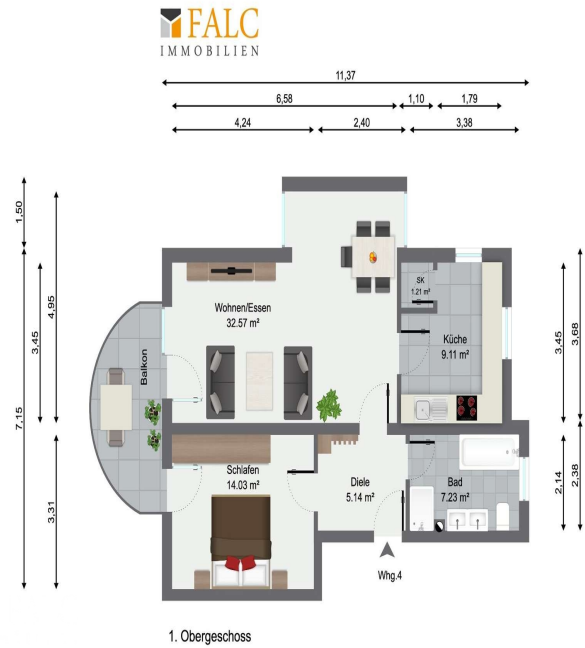 FALC
IMMOBILIEN
11,37
6,58
1,10
1,79
4,24
2,40
3,38
1,50
4,95
3,45
7,15
3,31
3,45
3,68
2,14
2,38
SK
1.21 m²
Wohnen/Essen
32.57 m²
Küche
9.11 m²
Balkon
Schlafen
14.03 m²
Diele
5.14 m²
Bad
7.23 m²
Whg.4
1. Obergeschoss